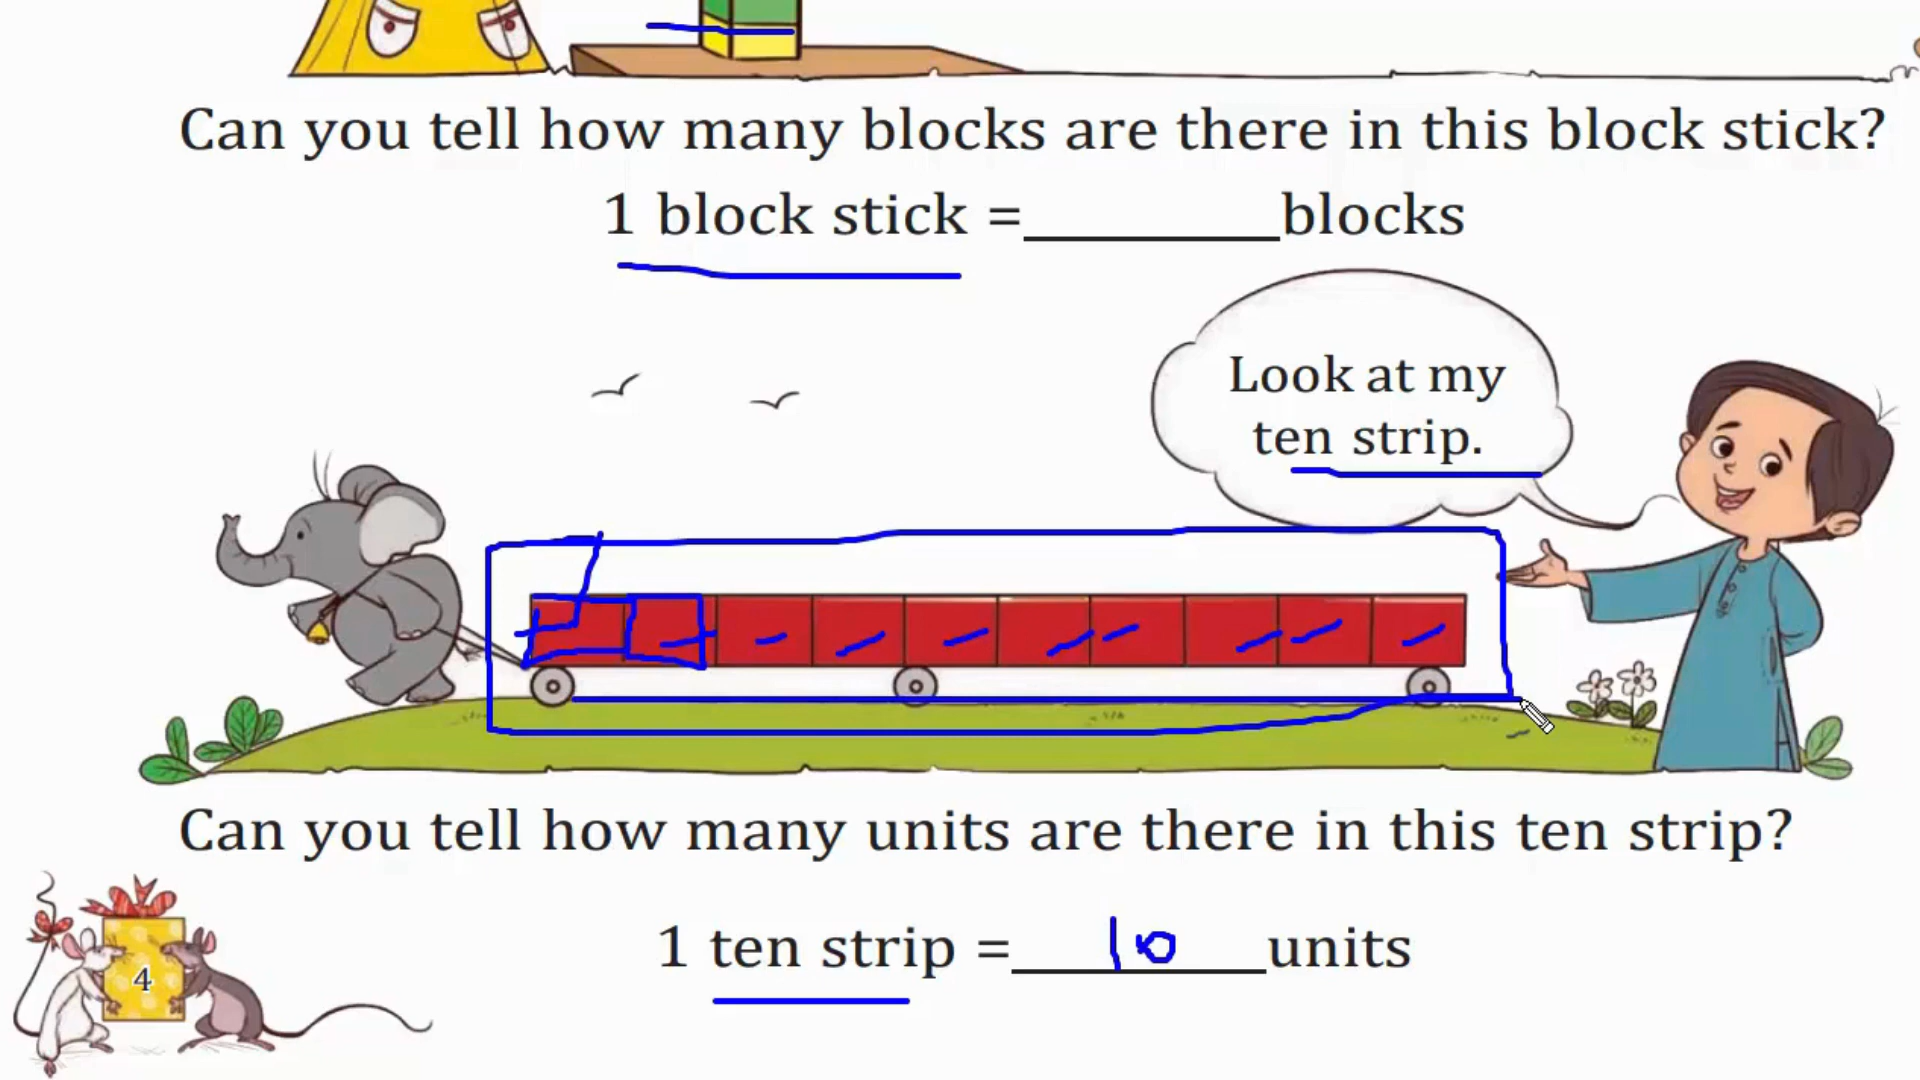 Can you tell how many blocks are there in this block stick?
1 block stick =_________blocks
Look at my
ten strip.
Can you tell how many units are there in this ten strip?
1 ten strip = 10 units
4